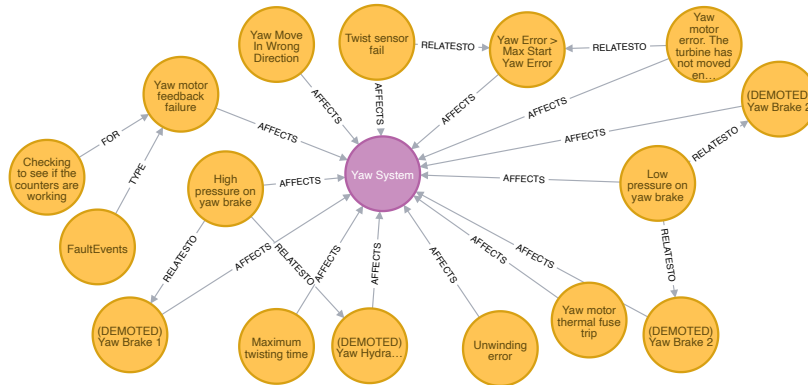 Yaw Move
In Wrong
Direction
Twist sensor
fail
RELATESTO
Yaw Error >
Max Start
Yaw Error
RELATESTO
Yaw
motor
error. The
turbine has
not moved
en…
Yaw motor
feedback
failure
AFFECTS
AFFECTS
AFFECTS
AFFECTS
(DEMOTED)
Yaw Brake 2
AFFECTS
AFFECTS
FOR
Checking
to see if the
counters are
working
TYPE
High
pressure on
yaw brake
AFFECTS
Yaw System
AFFECTS
Low
pressure on
yaw brake
RELATESTO
FaultEvents
RELATESTO
AFFECTS
RELATESTO
AFFECTS
AFFECTS
AFFECTS
AFFECTS
AFFECTS
RELATESTO
(DEMOTED)
Yaw Brake 1
Maximum
twisting time
(DEMOTED)
Yaw Hydra…
Unwinding
error
Yaw motor
thermal fuse
trip
(DEMOTED)
Yaw Brake 2